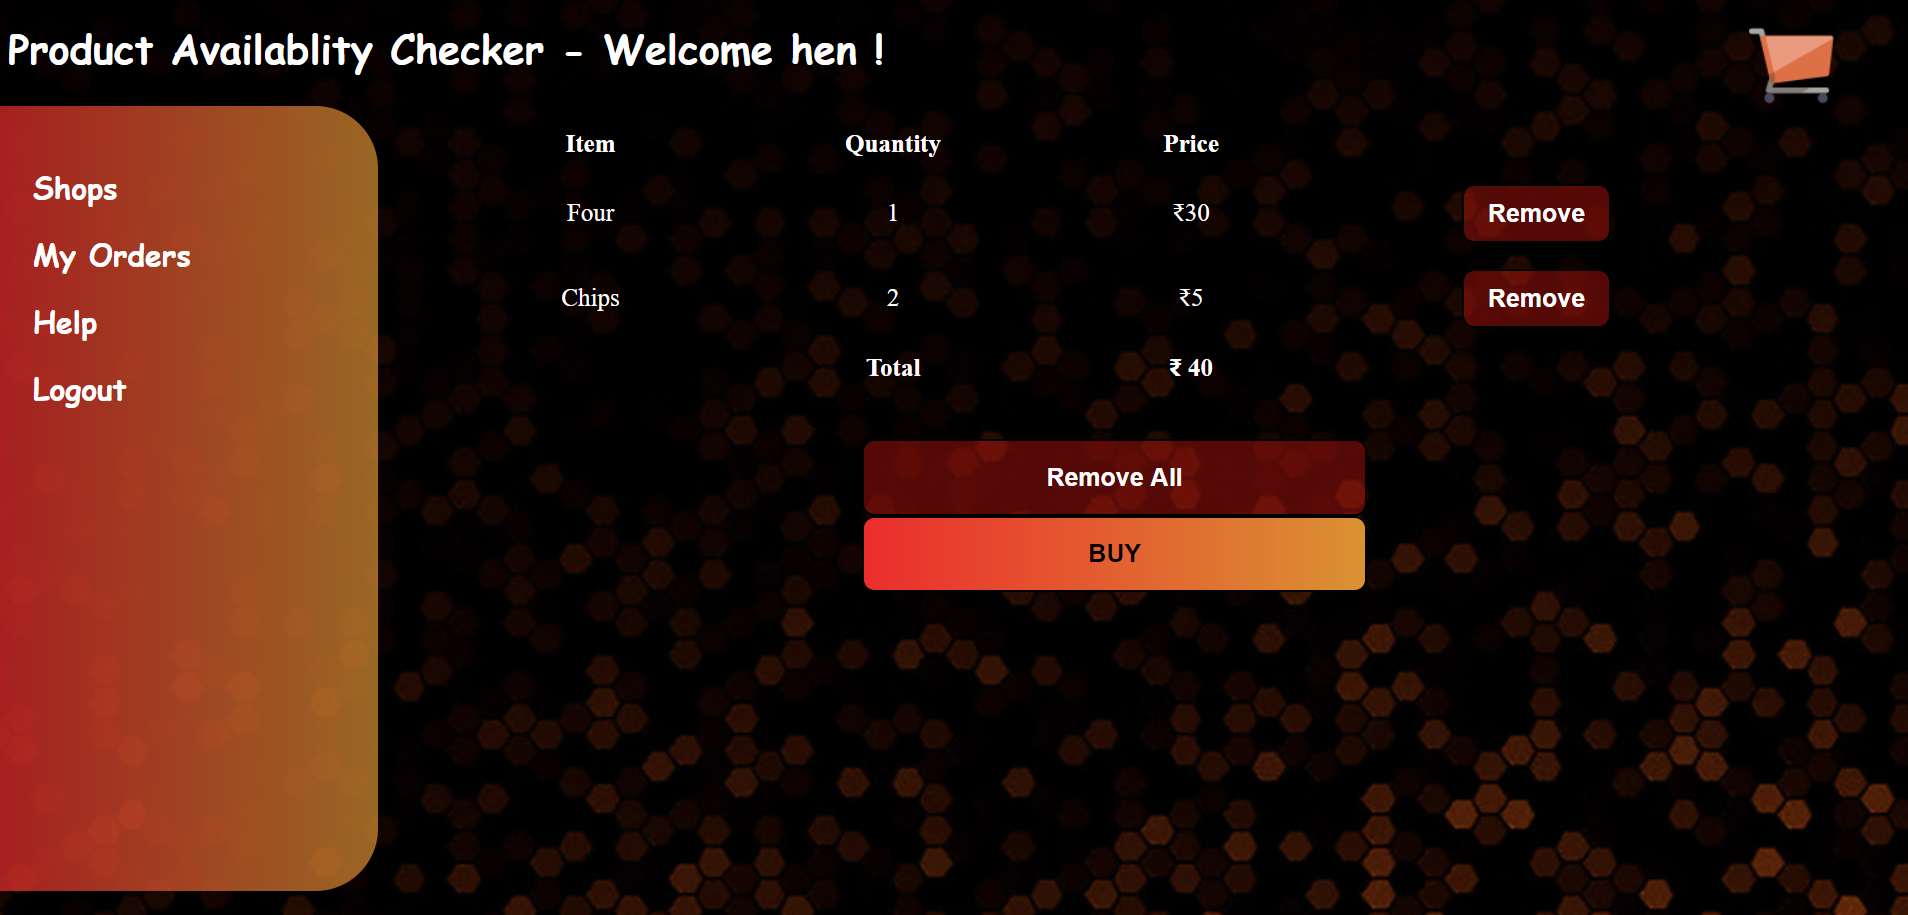 Product Availablity Checker - Welcome hen !
Shops
My Orders
Help
Logout
Item Quantity Price
Four 1 ₹30 Remove
Chips 2 ₹5 Remove
Total ₹ 40
Remove All
BUY